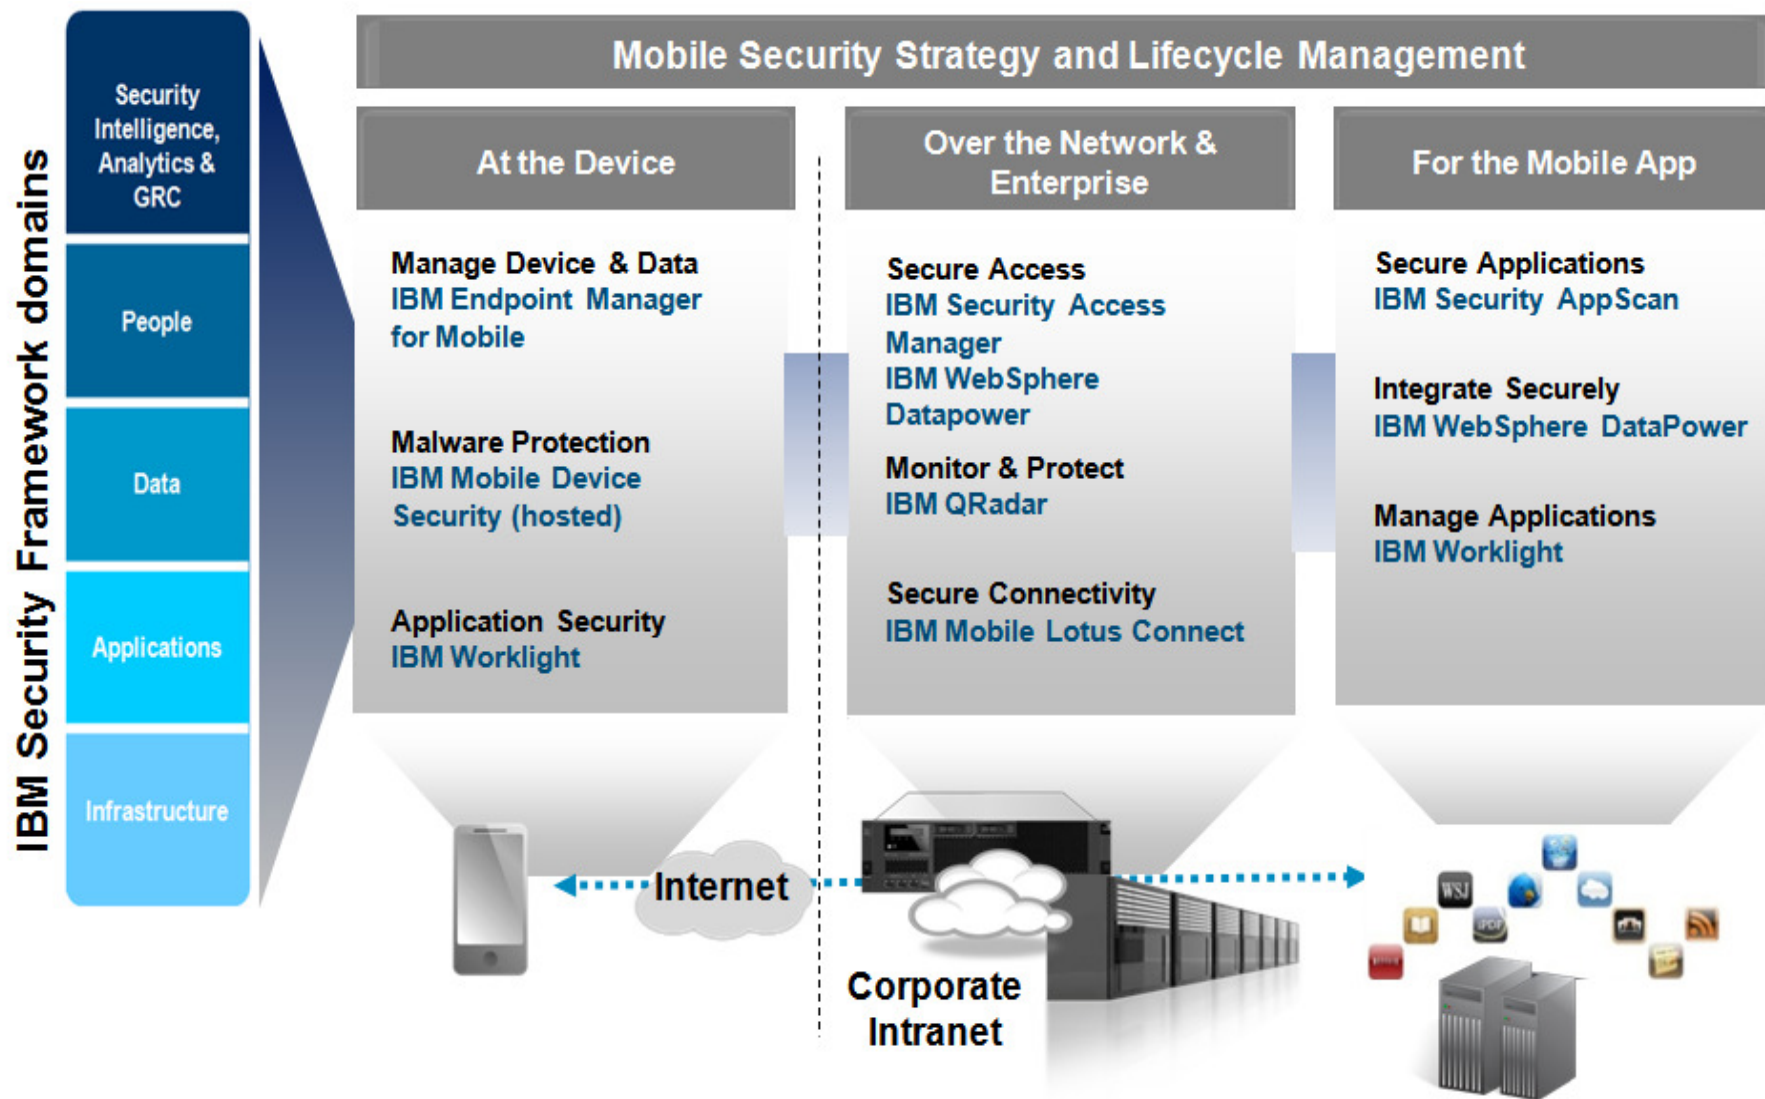 IBM Security Framework domains
Security
Intelligence,
Analytics &
GRC
People
Data
Applications
Infrastructure
Mobile Security Strategy and Lifecycle Management
At the Device
Manage Device & Data
IBM Endpoint Manager
for Mobile
Malware Protection
IBM Mobile Device
Security (hosted)
Application Security
IBM Worklight
Over the Network &
Enterprise
Secure Access
IBM Security Access
Manager
IBM WebSphere
Datapower
Monitor & Protect
IBM QRadar
Secure Connectivity
IBM Mobile Lotus Connect
For the Mobile App
Secure Applications
IBM Security AppScan
Integrate Securely
IBM WebSphere DataPower
Manage Applications
IBM Worklight
Internet
Corporate
Intranet
WSJ
iPDF